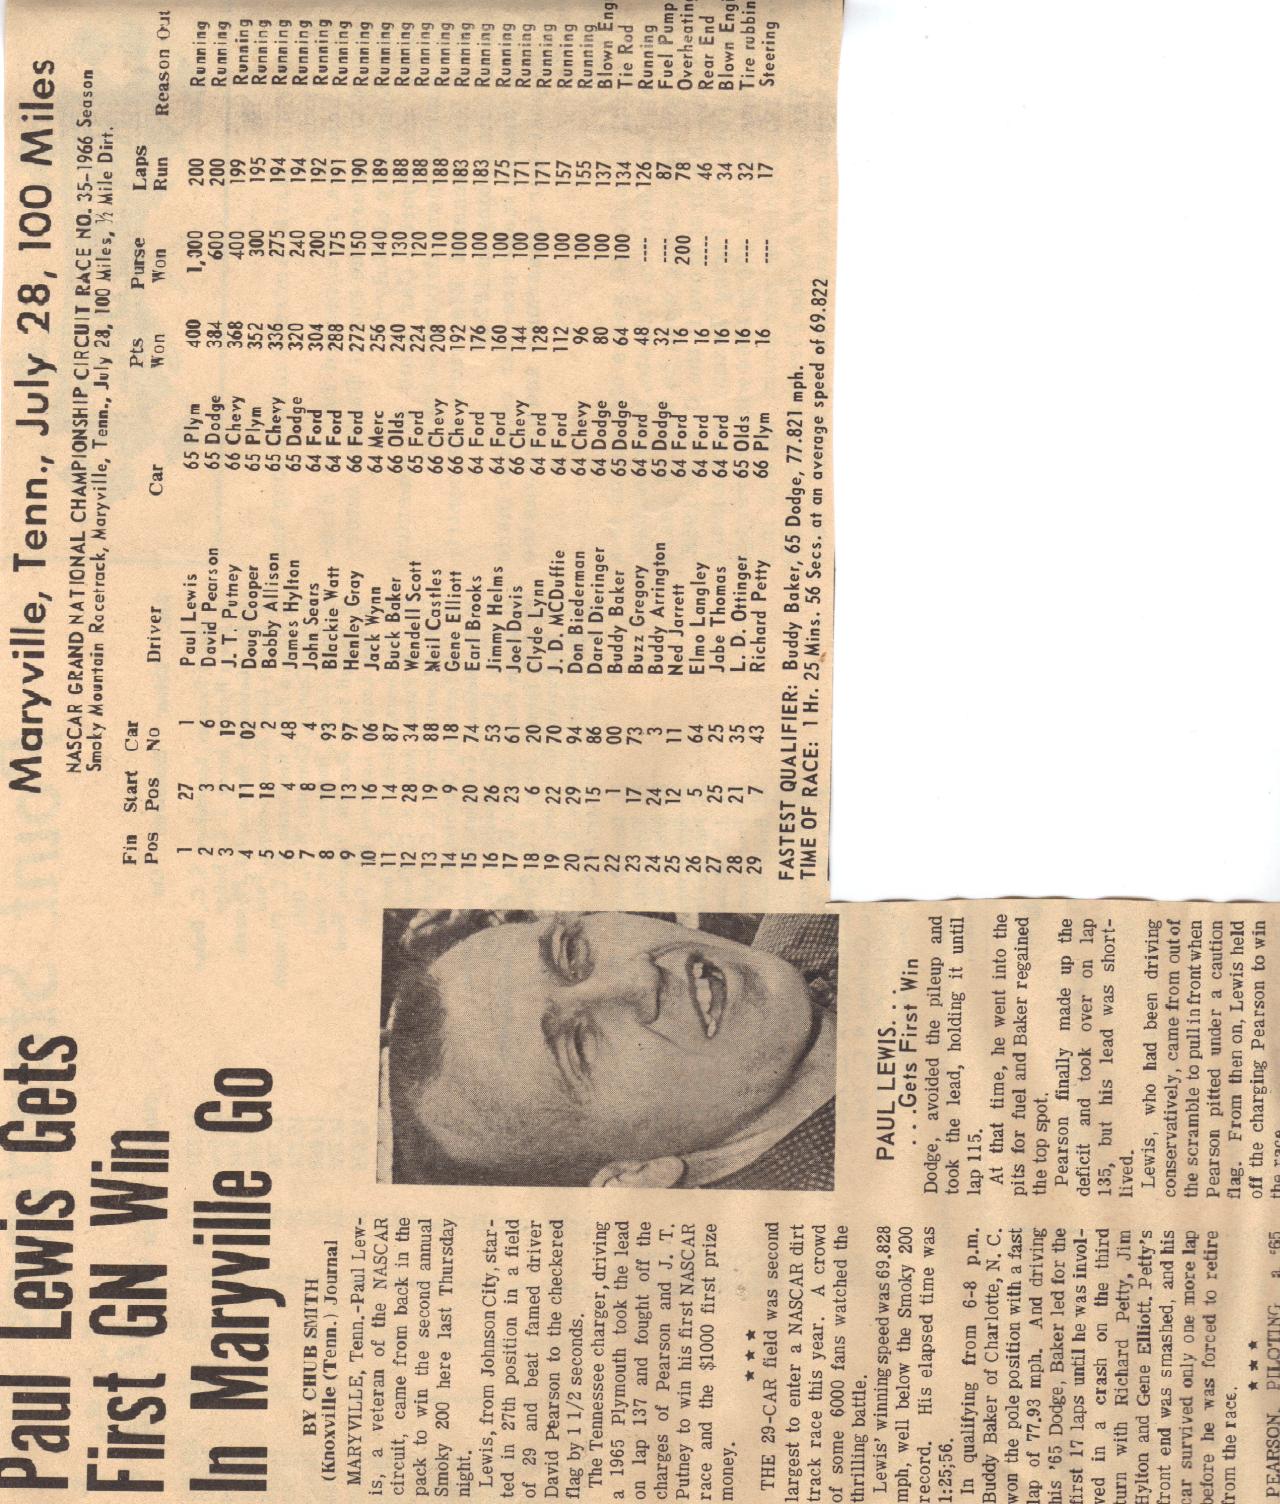 Maryville, Tenn., July 28, 100 Miles
NASCAR GRAND NATIONAL CHAMPIONSHIP CIRCUIT RACE NO. 35-1966 Season
Smoky Mountain Racetrack, Maryville, Tenn., July 28, 100 Miles, ½ Mile Dirt.
Fin Start Car Pts Purse Laps
Pos Pos No Driver Car Won Won Run Reason Out
1 27 1 Paul Lewis 65 Plym 400 1,000 200 Running
2 3 6 David Pearson 65 Dodge 384 600 200 Running
3 2 19 J. T. Putney 66 Chevy 368 400 199 Running
4 11 02 Doug Cooper 65 Plym 352 300 195 Running
5 18 2 Bobby Allison 65 Chevy 336 275 194 Running
6 4 48 James Hylton 65 Dodge 320 240 194 Running
7 8 4 John Sears 64 Ford 304 200 192 Running
8 10 93 Blackie Watt 64 Ford 288 175 191 Running
9 13 97 Henley Gray 66 Ford 272 150 190 Running
10 16 06 Jack Wynn 64 Merc 256 140 189 Running
11 14 87 Buck Baker 66 Olds 240 130 188 Running
12 28 34 Wendell Scott 65 Ford 224 120 188 Running
13 19 88 Neil Castles 66 Chevy 208 110 188 Running
14 9 18 Gene Elliott 66 Chevy 192 100 183 Running
15 20 74 Earl Brooks 64 Ford 176 100 183 Running
16 26 53 Jimmy Helms 64 Ford 160 100 175 Running
17 23 61 Joel Davis 66 Chevy 144 100 171 Running
18 6 20 Clyde Lynn 64 Ford 128 100 171 Running
19 22 70 J. D. MCDuffie 64 Ford 112 100 157 Running
20 29 94 Don Biederman 64 Chevy 96 100 155 Running
21 15 86 Darel Dieringer 64 Dodge 80 100 137 Blown Eng
22 1 00 Buddy Baker 65 Dodge 64 100 134 Tie Rod
23 17 73 Buzz Gregory 64 Ford 48 ---- 126 Running
24 24 3 Buddy Arrington 65 Dodge 32 ---- 87 Fuel Pump
25 12 11 Ned Jarrett 64 Ford 16 200 78 Overheating
26 5 64 Elmo Langley 64 Ford 16 ----- 46 Rear End
27 25 25 Jabe Thomas 64 Ford 16 ---- 34 Blown Engi
28 21 35 L. D. Ottinger 65 Olds 16 ---- 32 Tire rubbin
29 7 43 Richard Petty 66 Plym 16 ---- 17 Steering
FASTEST QUALIFIER: Buddy Baker, 65 Dodge, 77.821 mph.
TIME OF RACE: 1 Hr. 25 Mins. 56 Secs. at an average speed of 69.822
Paul Lewis Gets
First GN Win
In Maryville Go
BY CHUB SMITH
(Knoxville (Tenn.) Journal
MARYVILLE, Tenn.-Paul Lew-
is, a veteran of the NASCAR
circuit, came from back in the
pack to win the second annual
Smoky 200 here last Thursday
night.
Lewis, from Johnson City, star-
ted in 27th position in a field
of 29 and beat famed driver
David Pearson to the checkered
flag by 1 1/2 seconds.
The Tennessee charger, driving
a 1965 Plymouth took the lead
on lap 137 and fought off the
charges of Pearson and J. T.
Putney to win his first NASCAR
race and the $1000 first prize
money.
★ ★ ★
THE 29-CAR field was second
largest to enter a NASCAR dirt
track race this year. A crowd
of some 6000 fans watched the
thrilling battle.
Lewis' winning speed was 69.828
mph, well below the Smoky 200
record. His elapsed time was
1:25;56.
In qualifying from 6-8 p.m.
Buddy Baker of Charlotte, N. C.
won the pole position with a fast
lap of 77.93 mph. And driving
his '65 Dodge, Baker led for the
first 17 laps until he was invol-
ved in a crash on the third
turn with Richard Petty, Jim
Hylton and Gene Elliott. Petty's
front end was smashed, and his
car survived only one more lap
before he was forced to retire
from the race.
★ ★ ★
PEARSON, PILOTING a '65
PAUL LEWIS. . .
. . .Gets First Win
Dodge, avoided the pileup and
took the lead, holding it until
lap 115.
At that time, he went into the
pits for fuel and Baker regained
the top spot.
Pearson finally made up the
deficit and took over on lap
135, but his lead was short-
lived.
Lewis, who had been driving
conservatively, came from out of
the scramble to pull in front when
Pearson pitted under a caution
flag. From then on, Lewis held
off the charging Pearson to win
the race.